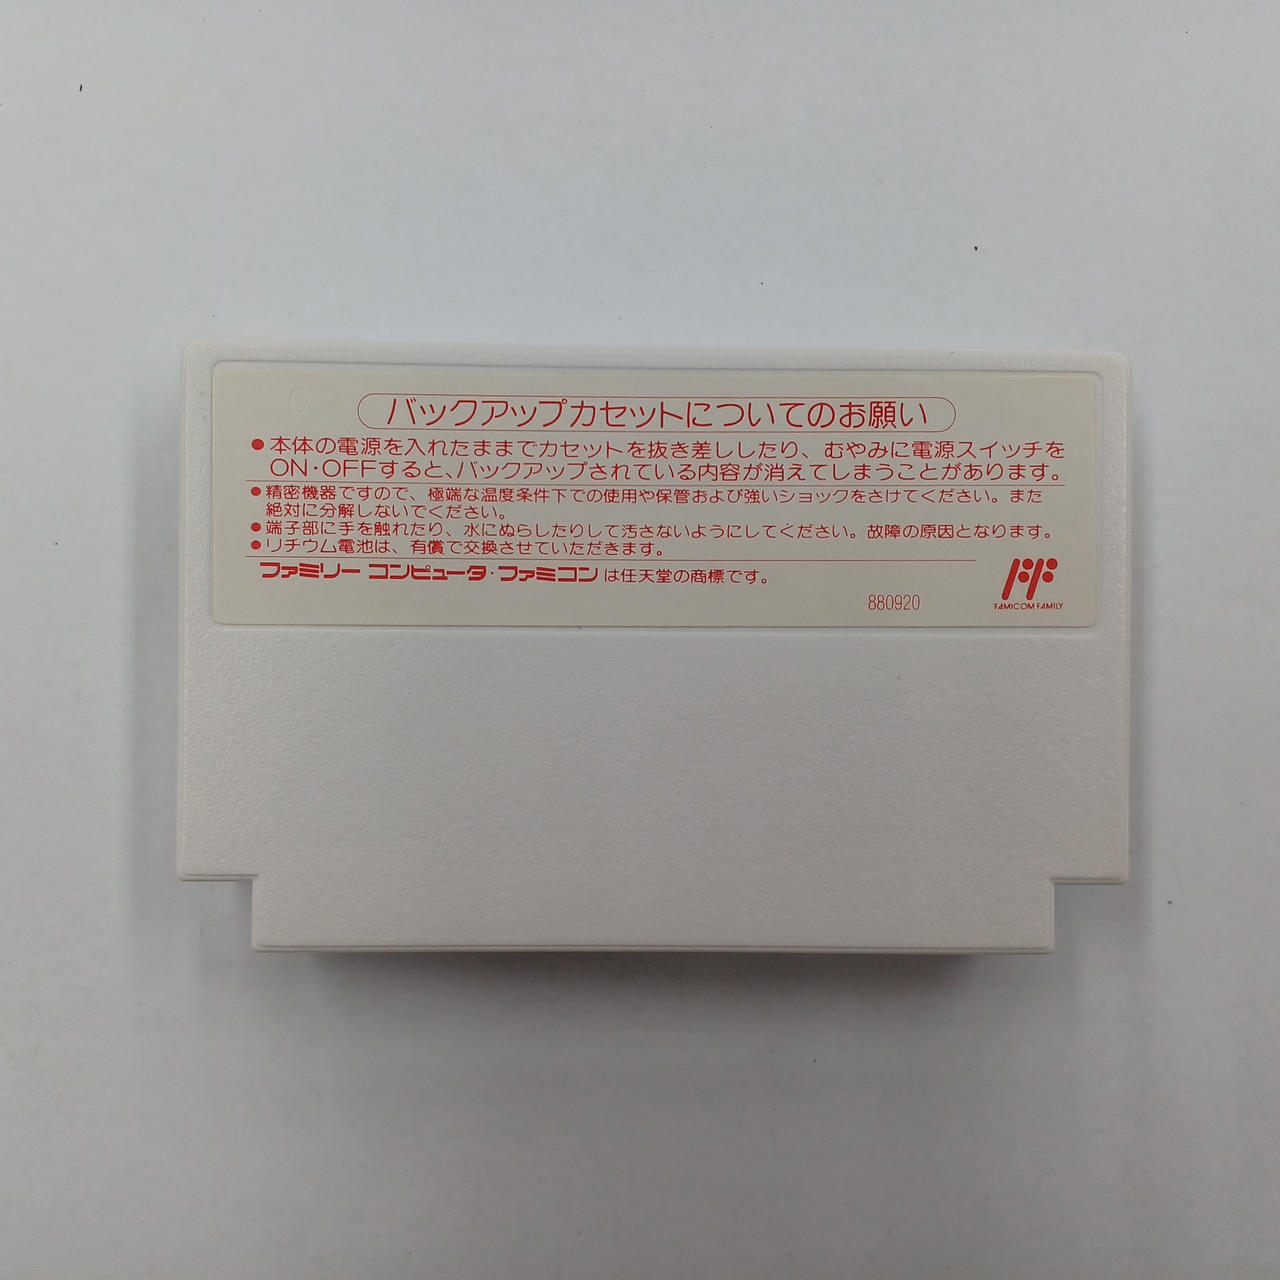 バックアップカセットについてのお願い
●本体の電源を入れたままでカセットを抜き差ししたり、むやみに電源スイッチを
ON・OFFすると、バックアップされている内容が消えてしまうことがあります。
●精密機器ですので、極端な温度条件下での使用や保管および強いショックをさけてください。また
絶対に分解しないでください。
●端子部に手を触れたり、水にぬらしたりして汚さないようにしてください。故障の原因となります。
●リチウム電池は、有償で交換させていただきます。
ファミリー コンピュータ・ファミコン は任天堂の商標です。
880920
FAMICOM FAMILY